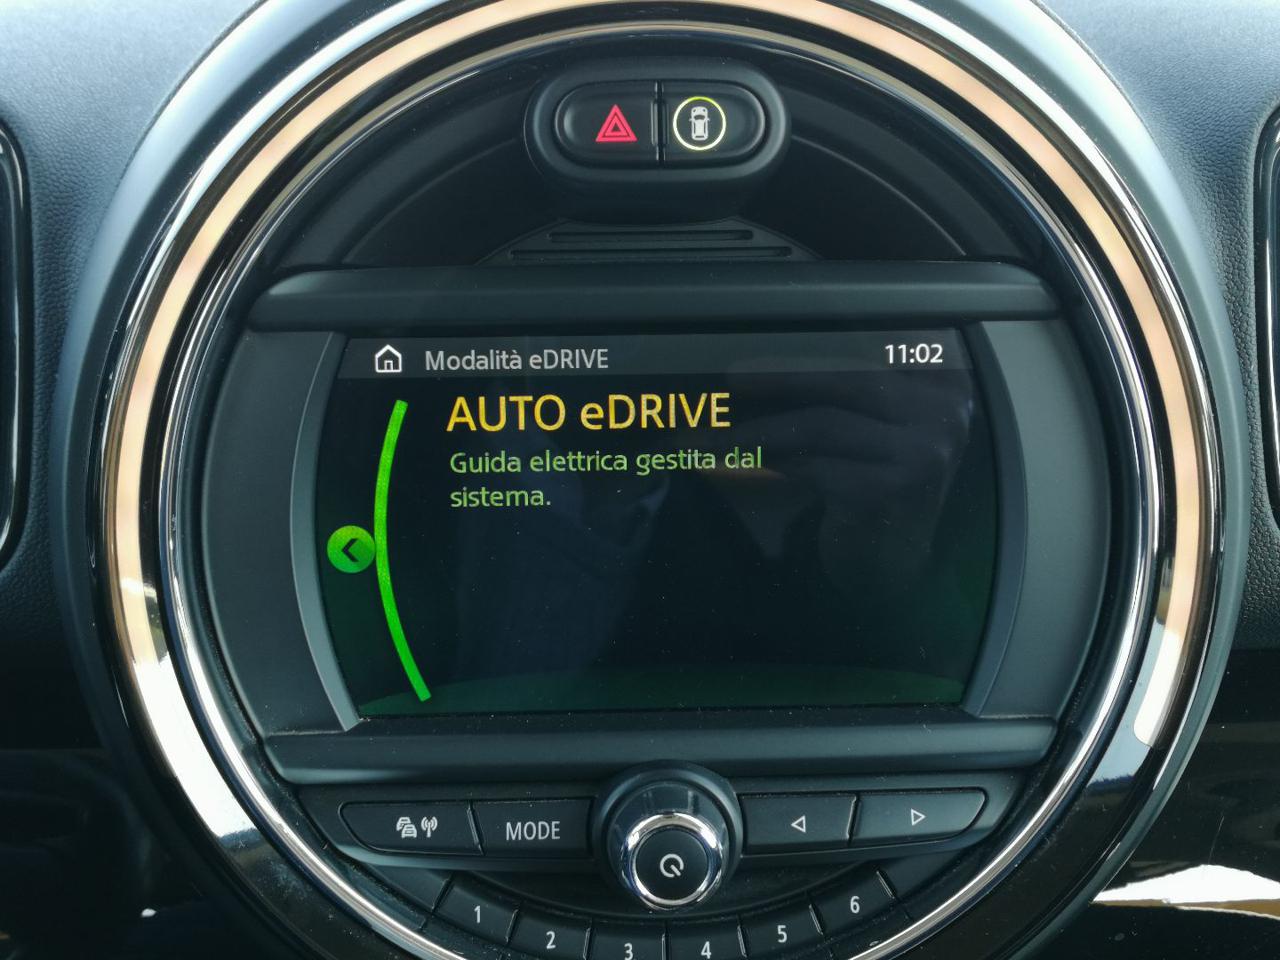 Modalità eDRIVE 11:02
AUTO eDRIVE
Guida elettrica gestita dal
sistema.
MODE
1 2 3 4 5 6